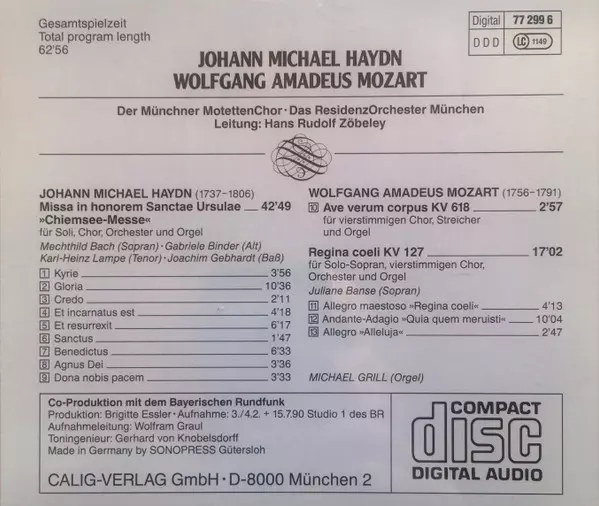 Gesamtspielzeit
Total program length
62'56
Digital 77 299 6
DDD LC 1149
JOHANN MICHAEL HAYDN
WOLFGANG AMADEUS MOZART
Der Münchner MotettenChor · Das ResidenzOrchester München
Leitung: Hans Rudolf Zöbeley
JOHANN MICHAEL HAYDN (1737-1806)
Missa in honorem Sanctae Ursulae 42'49
»Chiemsee-Messe«
für Soli, Chor, Orchester und Orgel
Mechthild Bach (Sopran) · Gabriele Binder (Alt)
Karl-Heinz Lampe (Tenor) · Joachim Gebhardt (Baß)
1 Kyrie 3'56
2 Gloria 10'36
3 Credo 2'11
4 Et incarnatus est 4'18
5 Et resurrexit 6'17
6 Sanctus 1'47
7 Benedictus 6'33
8 Agnus Dei 3'36
9 Dona nobis pacem 3'33
WOLFGANG AMADEUS MOZART (1756-1791)
10 Ave verum corpus KV 618 2'57
für vierstimmigen Chor, Streicher
und Orgel
Regina coeli KV 127 17'02
für Solo-Sopran, vierstimmigen Chor,
Orchester und Orgel
Juliane Banse (Sopran)
11 Allegro maestoso »Regina coeli« 4'13
12 Andante-Adagio »Quia quem meruisti« 10'04
13 Allegro »Alleluja« 2'47
MICHAEL GRILL (Orgel)
Co-Produktion mit dem Bayerischen Rundfunk
Produktion: Brigitte Essler · Aufnahme: 3./4.2. + 15.7.90 Studio 1 des BR
Aufnahmeleitung: Wolfram Graul
Toningenieur: Gerhard von Knobelsdorff
Made in Germany by SONOPRESS Gütersloh
CALIG-VERLAG GmbH · D-8000 München 2
COMPACT
disc
DIGITAL AUDIO